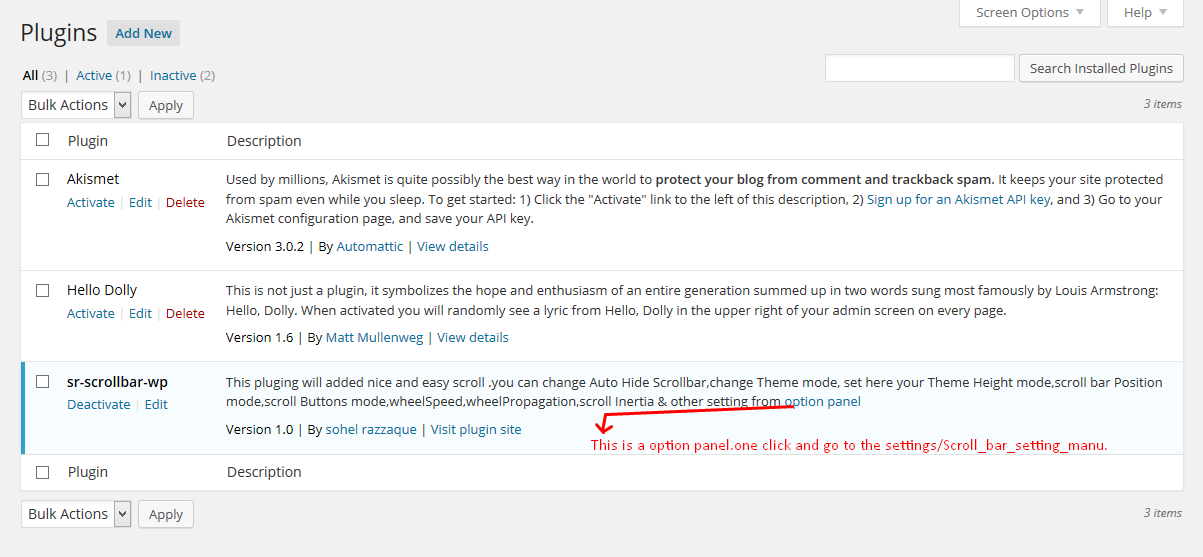 Screen Options
Help
Plugins Add New
All (3) | Active (1) | Inactive (2)
Search Installed Plugins
Bulk Actions Apply
3 items
Plugin Description
Akismet
Activate | Edit | Delete
Used by millions, Akismet is quite possibly the best way in the world to protect your blog from comment and trackback spam. It keeps your site protected
from spam even while you sleep. To get started: 1) Click the "Activate" link to the left of this description, 2) Sign up for an Akismet API key, and 3) Go to your
Akismet configuration page, and save your API key.
Version 3.0.2 | By Automattic | View details
Hello Dolly
Activate | Edit | Delete
This is not just a plugin, it symbolizes the hope and enthusiasm of an entire generation summed up in two words sung most famously by Louis Armstrong:
Hello, Dolly. When activated you will randomly see a lyric from Hello, Dolly in the upper right of your admin screen on every page.
Version 1.6 | By Matt Mullenweg | View details
sr-scrollbar-wp
Deactivate | Edit
This pluging will added nice and easy scroll .you can change Auto Hide Scrollbar,change Theme mode, set here your Theme Height mode,scroll bar Position
mode,scroll Buttons mode,wheelSpeed,wheelPropagation,scroll Inertia & other setting from option panel
Version 1.0 | By sohel razzaque | Visit plugin site
This is a option panel.one click and go to the settings/Scroll_bar_setting_manu.
Plugin Description
Bulk Actions Apply
3 items